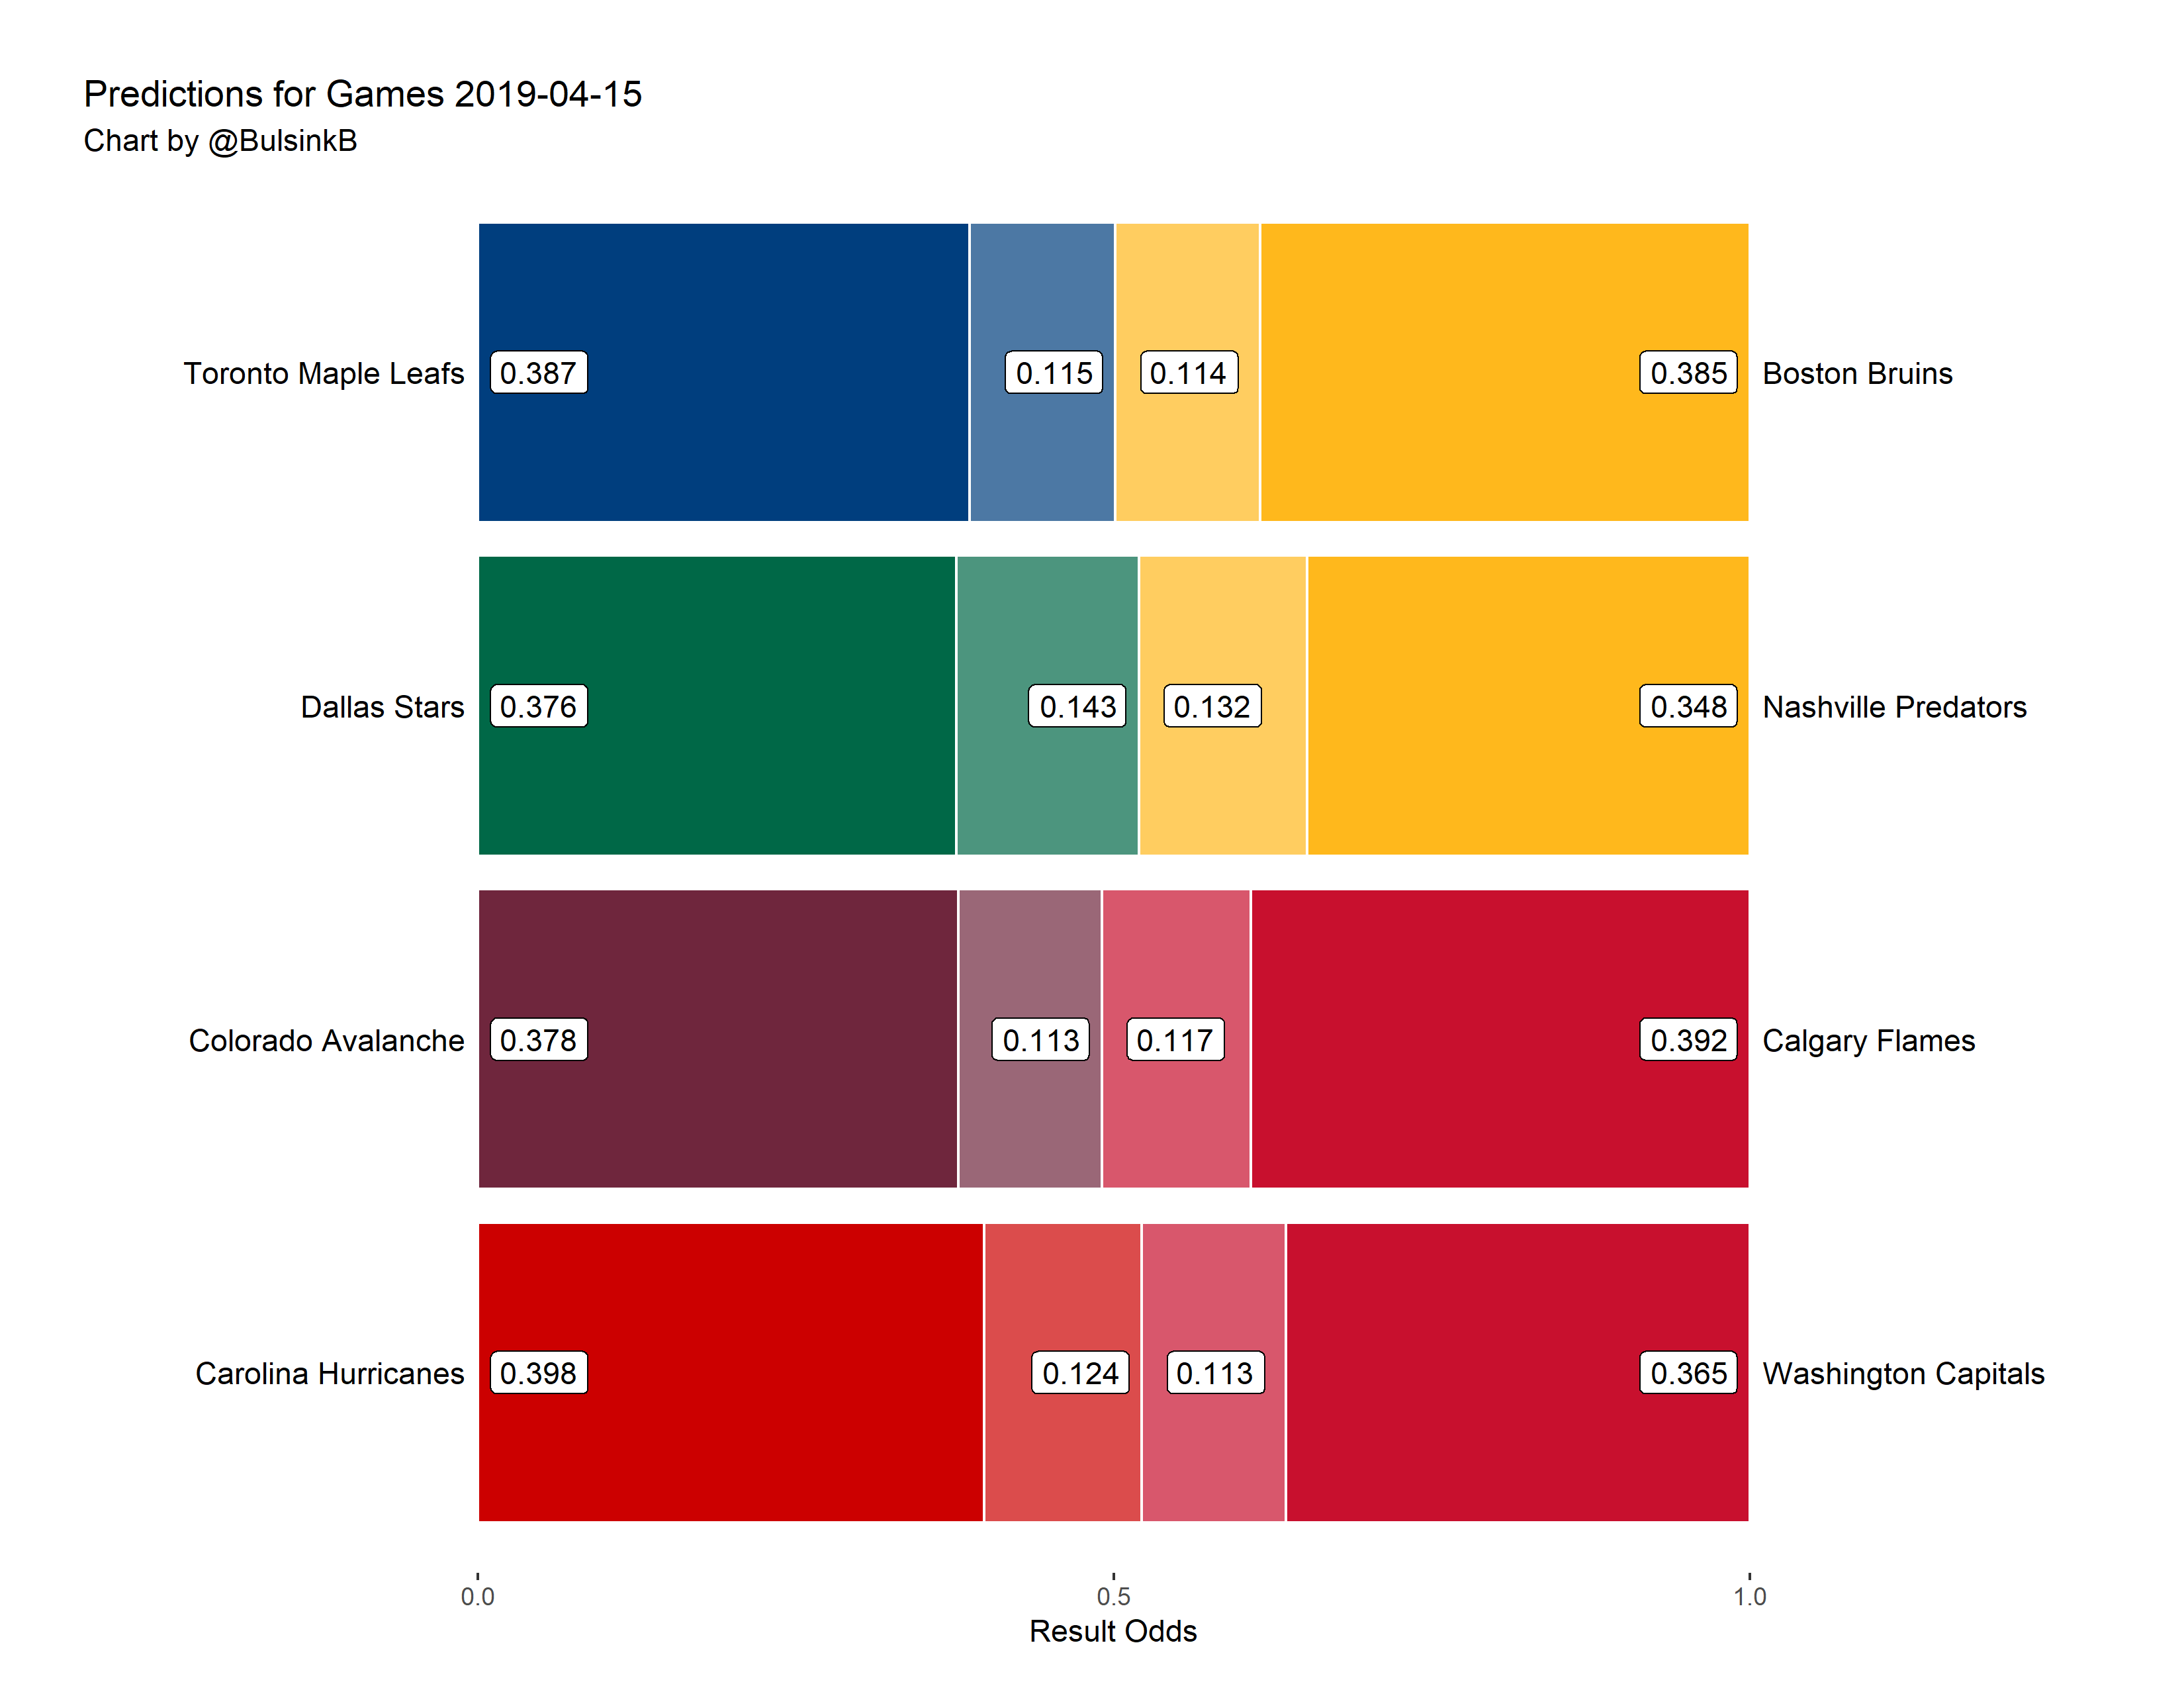 Predictions for Games 2019-04-15
Chart by @BulsinkB
Toronto Maple Leafs 0.387 0.115 0.114 0.385 Boston Bruins
Dallas Stars 0.376 0.143 0.132 0.348 Nashville Predators
Colorado Avalanche 0.378 0.113 0.117 0.392 Calgary Flames
Carolina Hurricanes 0.398 0.124 0.113 0.365 Washington Capitals
0.0 0.5 1.0
Result Odds